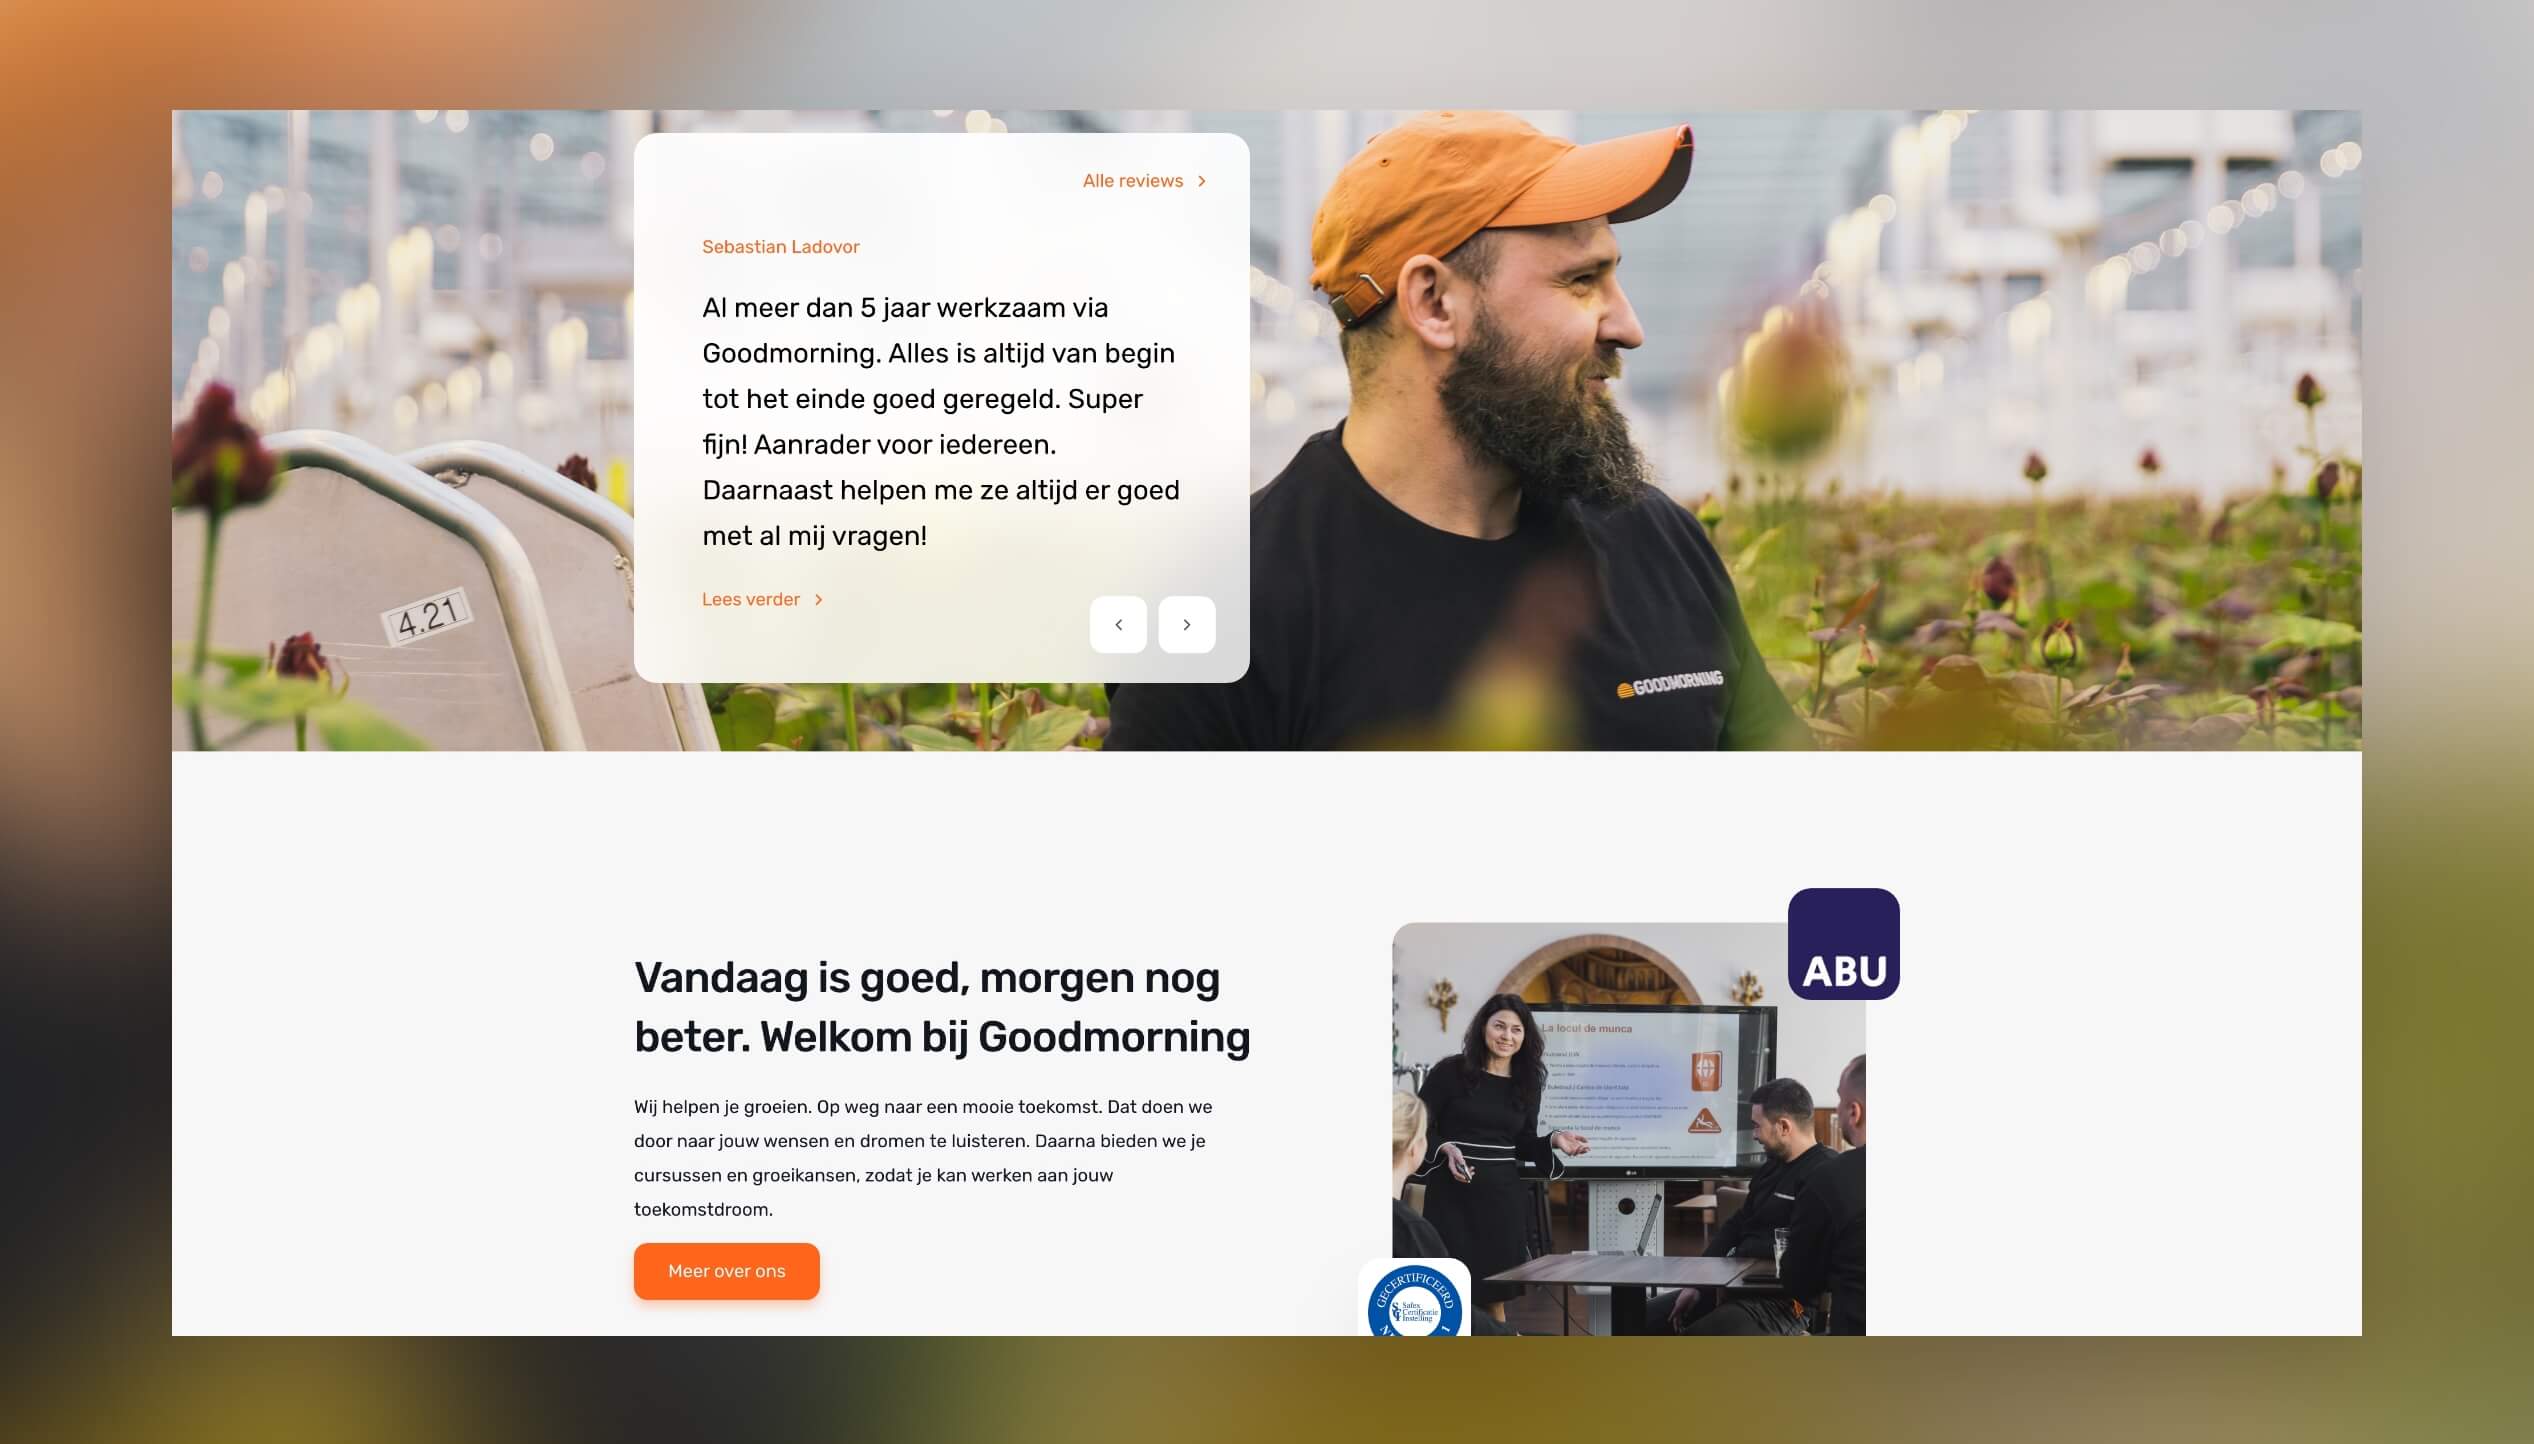 Alle reviews
Sebastian Ladovor
Al meer dan 5 jaar werkzaam via
Goodmorning. Alles is altijd van begin
tot het einde goed geregeld. Super
fijn! Aanrader voor iedereen.
Daarnaast helpen me ze altijd er goed
met al mij vragen!
Lees verder
4.21
GOODMORNING
Vandaag is goed, morgen nog
beter. Welkom bij Goodmorning
Wij helpen je groeien. Op weg naar een mooie toekomst. Dat doen we
door naar jouw wensen en dromen te luisteren. Daarna bieden we je
cursussen en groeikansen, zodat je kan werken aan jouw
toekomstdroom.
Meer over ons
ABU
La locul de munca
GECERTIFICEERD
Safex
Certificatie
Instelling